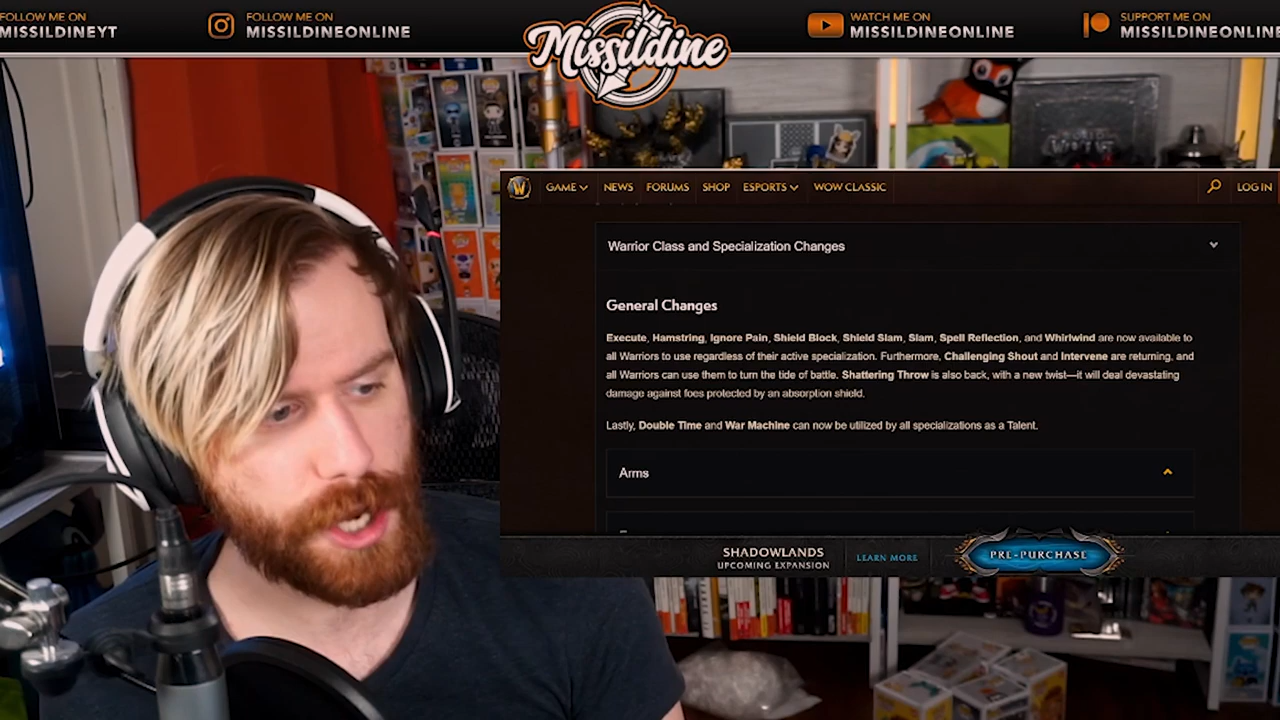 FOLLOW ME ON
MISSILDINEYT
FOLLOW ME ON
MISSILDINEONLINE
Missildine
WATCH ME ON
MISSILDINEONLINE
SUPPORT ME ON
MISSILDINEONLINE
W
GAME NEWS FORUMS SHOP ESPORTS WOW CLASSIC LOG IN
Warrior Class and Specialization Changes
General Changes
Execute, Hamstring, Ignore Pain, Shield Block, Shield Slam, Slam, Spell Reflection, and Whirlwind are now available to
all Warriors to use regardless of their active specialization. Furthermore, Challenging Shout and Intervene are returning, and
all Warriors can use them to turn the tide of battle. Shattering Throw is also back, with a new twist—it will deal devastating
damage against foes protected by an absorption shield.
Lastly, Double Time and War Machine can now be utilized by all specializations as a Talent.
Arms
SHADOWLANDS
UPCOMING EXPANSION
LEARN MORE
PRE-PURCHASE